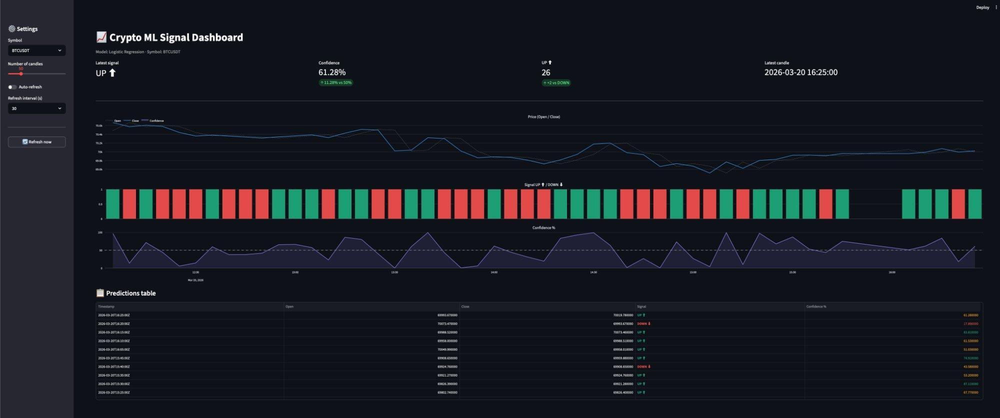 Deploy
Settings
Symbol
BTCUSDT
Number of candles
50
Auto-refresh
Refresh interval (s)
30
Refresh now
Crypto ML Signal Dashboard
Model: Logistic Regression · Symbol: BTCUSDT
Latest signal
UP ⬆
Confidence
61.28%
↑ 11.28% vs 50%
UP ⬆
26
↑ +2 vs DOWN
Latest candle
2026-03-20 16:25:00
Price (Open / Close)
Open Close Confidence
70.6k
70.4k
70.2k
70k
69.8k
69.6k
Signal UP ⬆ / DOWN ⬇
1
0.5
0
Confidence %
100
50
0
12:30 13:00 13:30 14:00 14:30 15:00 15:30 16:00
Mar 20, 2026
Predictions table
Timestamp Open Close Signal Confidence %
2026-03-20T16:25:00Z 69993.670000 70019.780000 UP ⬆ 61.280000
2026-03-20T16:20:00Z 70073.470000 69993.670000 DOWN ⬇ 17.890000
2026-03-20T16:15:00Z 69988.520000 70073.460000 UP ⬆ 83.810000
2026-03-20T16:10:00Z 69958.000000 69988.510000 UP ⬆ 61.530000
2026-03-20T16:05:00Z 70049.990000 69958.010000 UP ⬆ 51.030000
2026-03-20T15:45:00Z 69908.650000 69959.880000 UP ⬆ 74.910000
2026-03-20T15:40:00Z 69924.760000 69908.650000 DOWN ⬇ 43.580000
2026-03-20T15:35:00Z 69921.270000 69924.760000 UP ⬆ 53.200000
2026-03-20T15:30:00Z 69826.390000 69921.280000 UP ⬆ 87.110000
2026-03-20T15:25:00Z 69802.740000 69826.400000 UP ⬆ 67.770000